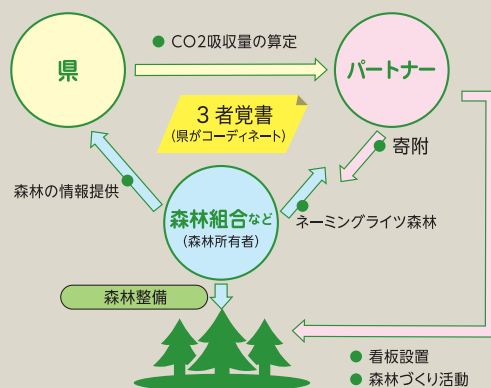 CO2吸収量の算定
県
パートナー
3者覚書
(県がコーディネート)
寄附
森林の情報提供
森林組合など
(森林所有者)
ネーミングライツ森林
森林整備
看板設置
森林づくり活動